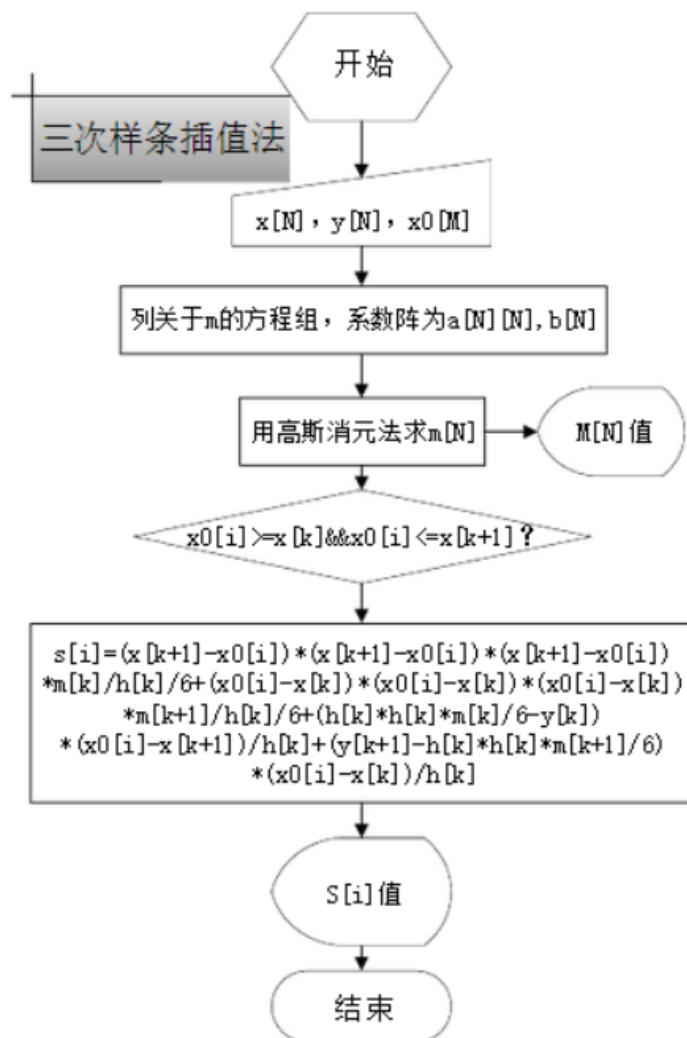 开始
三次样条插值法
x[N]，y[N]，x0[M]
列关于m的方程组，系数阵为a[N][N],b[N]
用高斯消元法求m[N]
M[N]值
x0[i]>=x[k]&&x0[i]<=x[k+1]？
s[i]=(x[k+1]-x0[i])*(x[k+1]-x0[i])*(x[k+1]-x0[i])
*m[k]/h[k]/6+(x0[i]-x[k])*(x0[i]-x[k])*(x0[i]-x[k])
*m[k+1]/h[k]/6+(h[k]*h[k]*m[k]/6-y[k])
*(x0[i]-x[k+1])/h[k]+(y[k+1]-h[k]*h[k]*m[k+1]/6)
*(x0[i]-x[k])/h[k]
S[i]值
结束